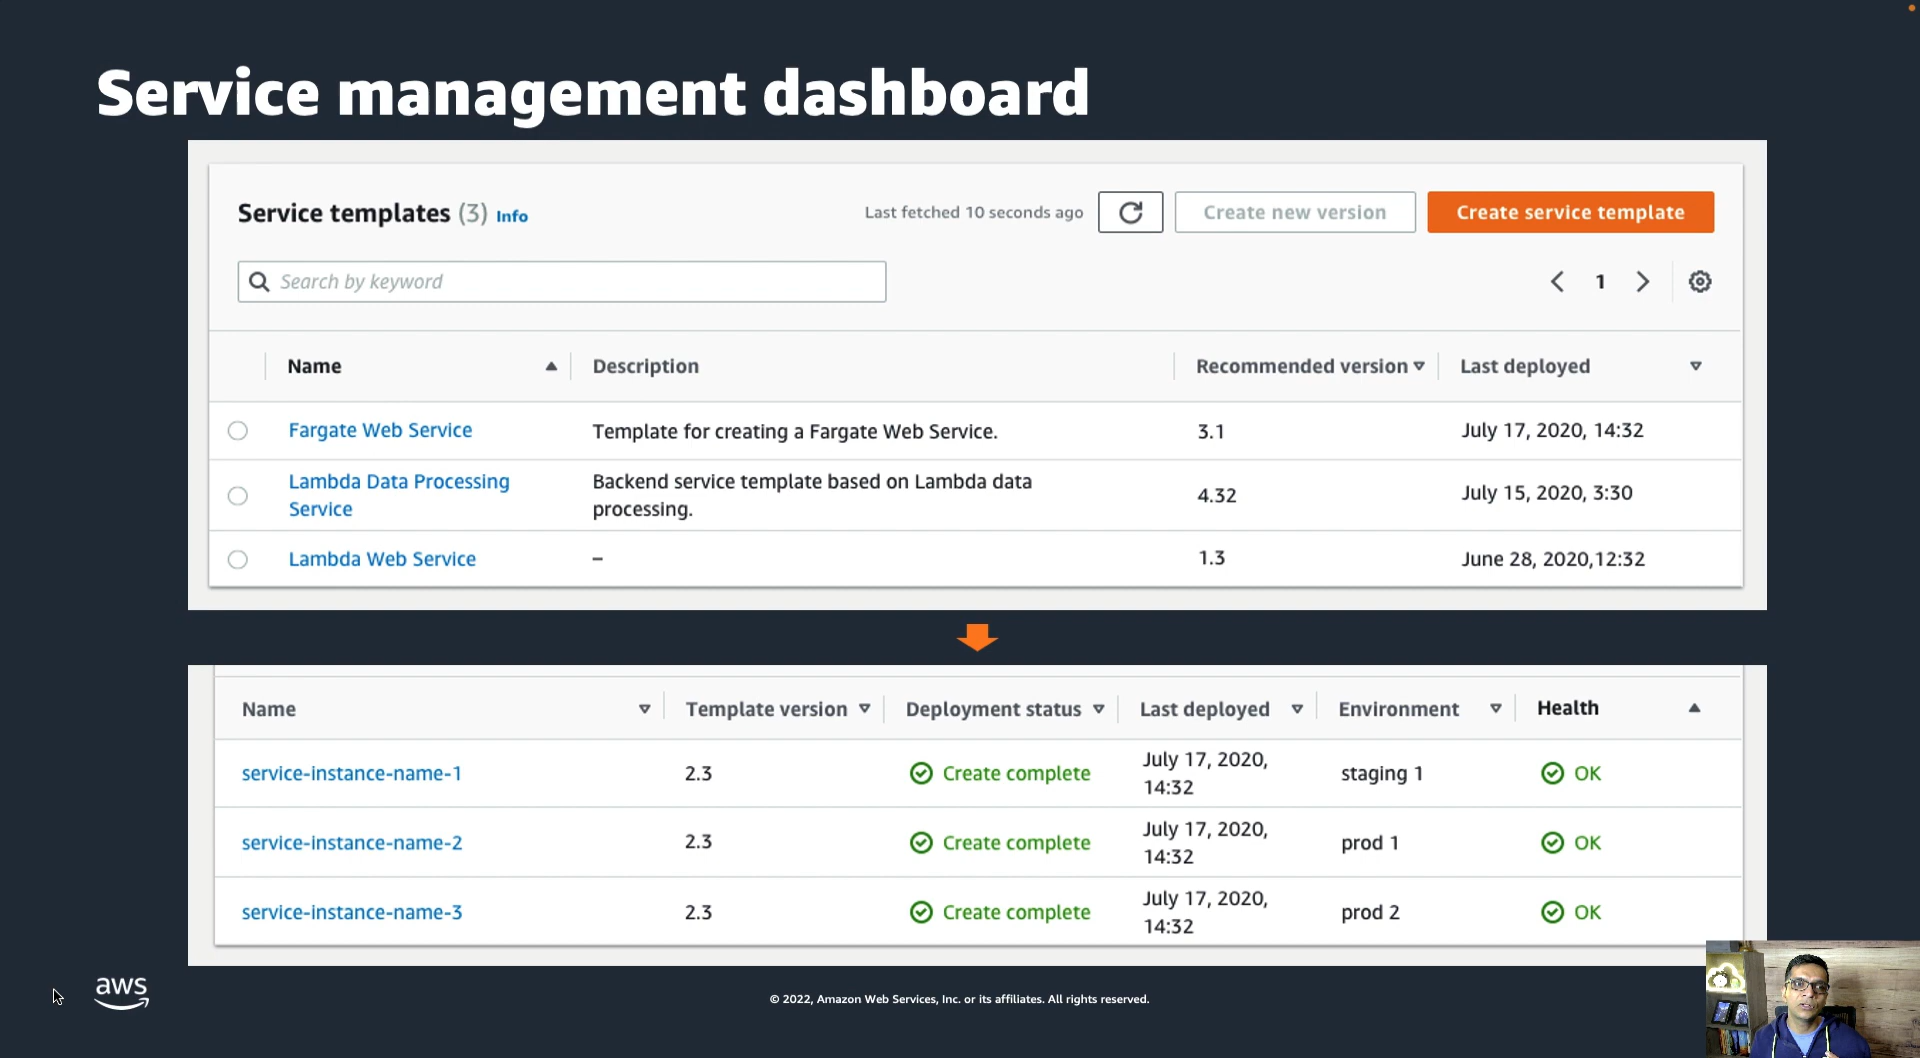 Service management dashboard
Service templates (3) Info
Last fetched 10 seconds ago
Create new version
Create service template
Search by keyword
1
Name Description Recommended version Last deployed
Fargate Web Service Template for creating a Fargate Web Service. 3.1 July 17, 2020, 14:32
Lambda Data Processing Service Backend service template based on Lambda data processing. 4.32 July 15, 2020, 3:30
Lambda Web Service – 1.3 June 28, 2020,12:32
Name Template version Deployment status Last deployed Environment Health
service-instance-name-1 2.3 Create complete July 17, 2020, 14:32 staging 1 OK
service-instance-name-2 2.3 Create complete July 17, 2020, 14:32 prod 1 OK
service-instance-name-3 2.3 Create complete July 17, 2020, 14:32 prod 2 OK
aws
© 2022, Amazon Web Services, Inc. or its affiliates. All rights reserved.